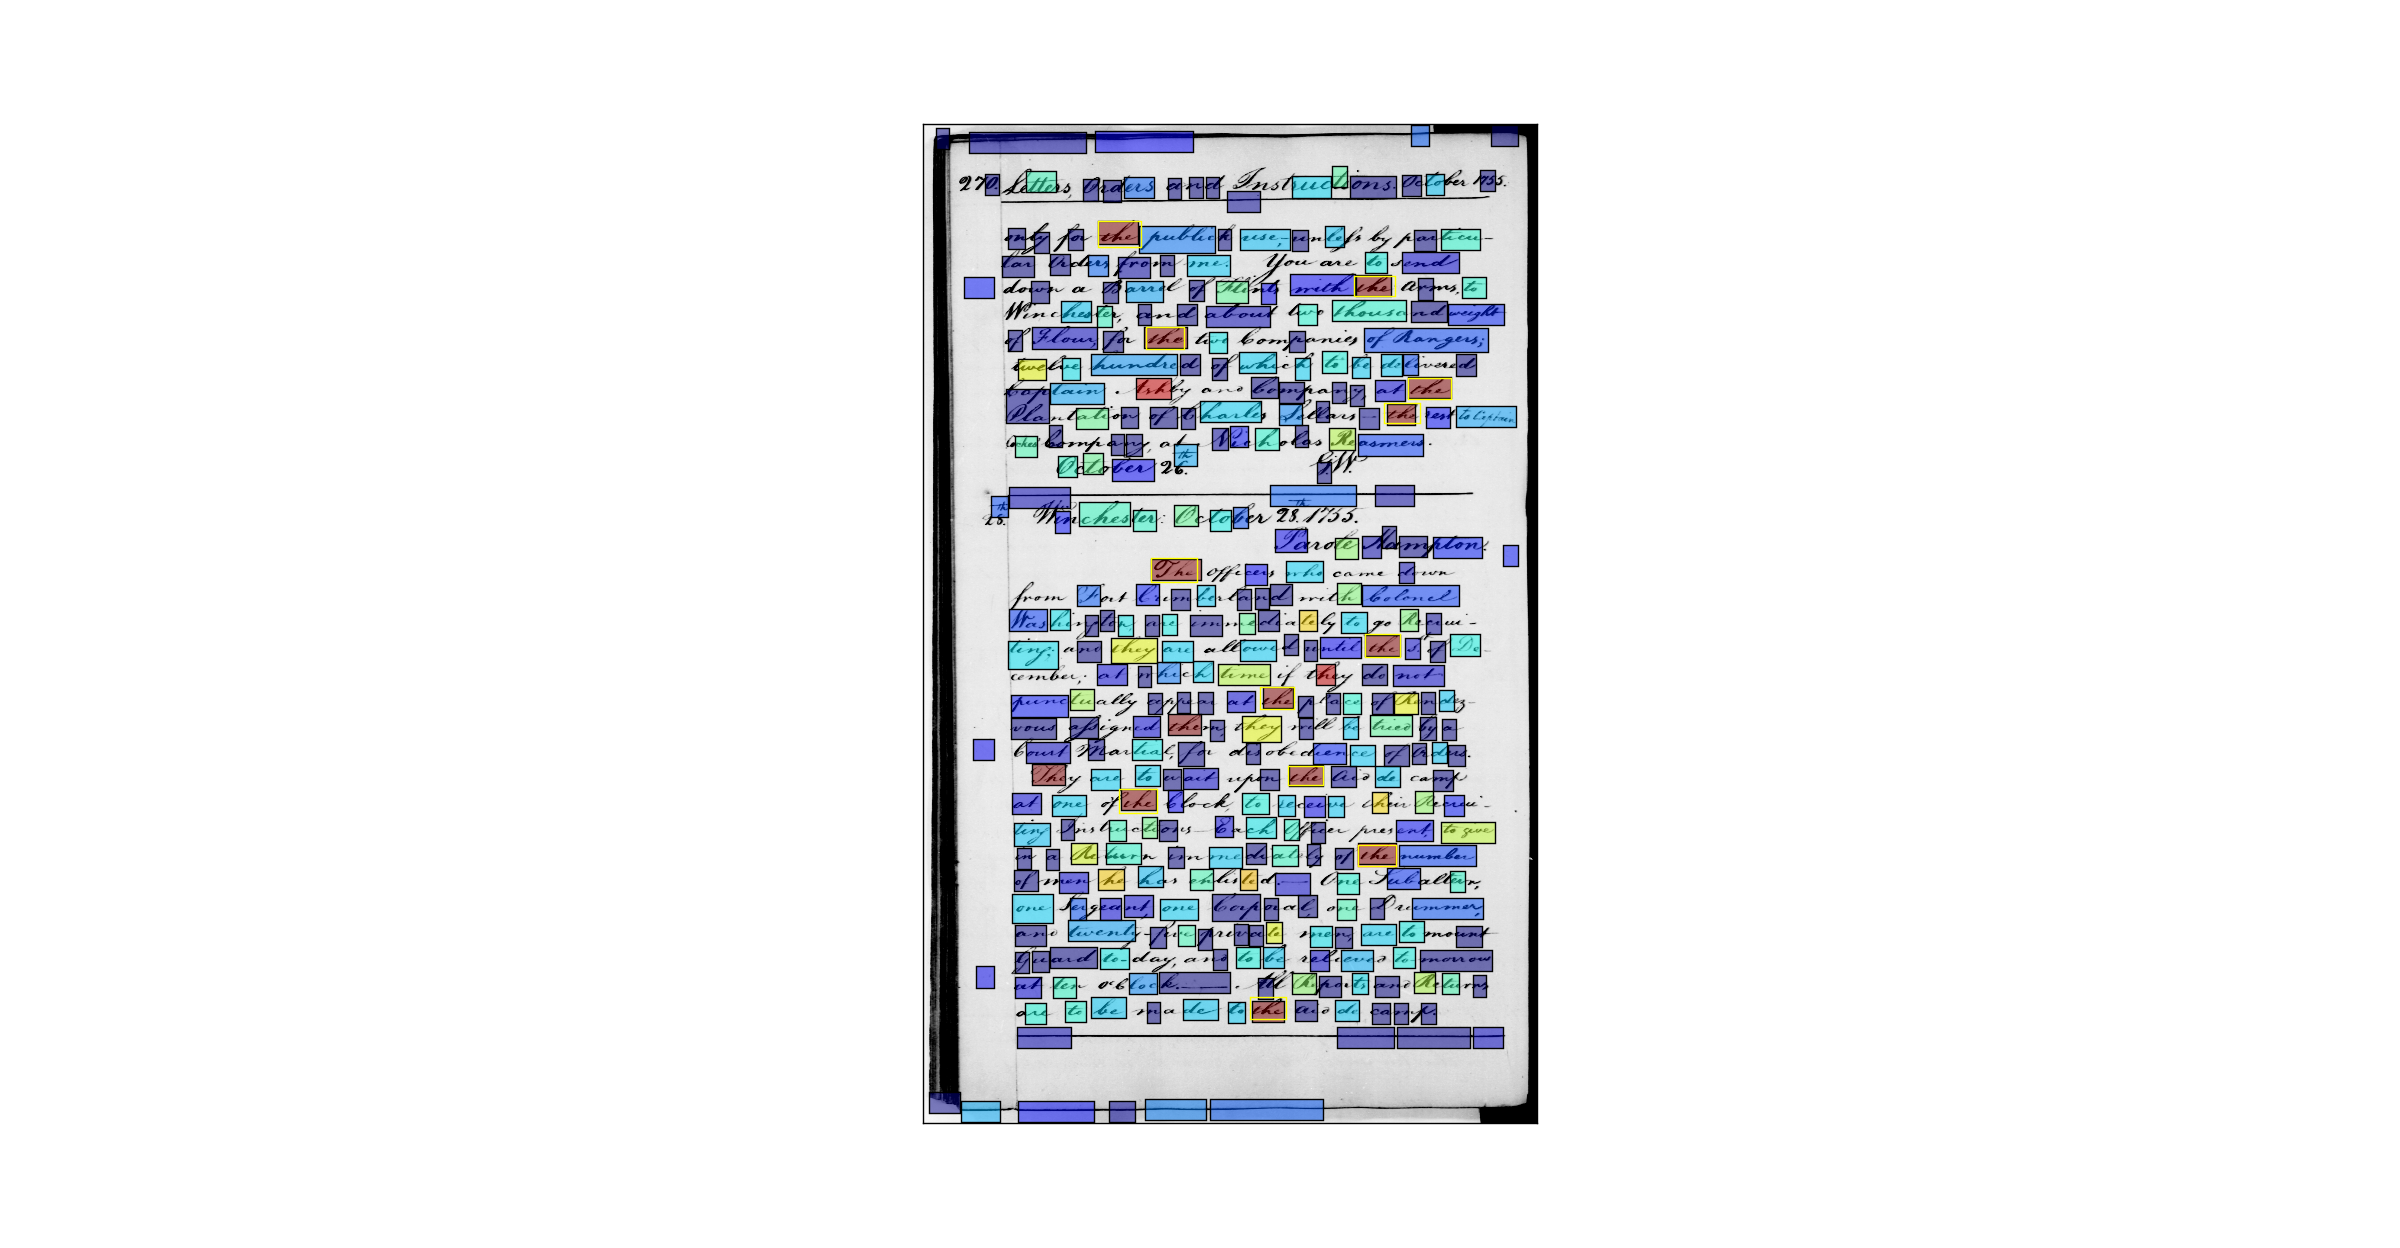 270. Letters, Orders and Instructions. October 1755.
only for the publick use, unless by particu-
lar Orders from me. You are to send
down a Barrel of Flints with the Arms, to
Winchester, and about two thousand weight
of Flour, for the two Companies of Rangers;
twelve hundred of which to be delivered
Captain Ashby and Company, at the
Plantation of Charles Sellars - the rest to Captain
Cockes Company, at Nicholas Reasmers.
October 26.th G.W.
28.th Winchester: October 28.th 1755.
Parole Hampton.
The Officers who came down
from Fort Cumberland with Colonel
Washington are immediately to go Recrui-
ting; and they are allowed until the 1st. of De-
cember; at which time if they do not
punctually appear at the place of Rendez-
vous assigned them, they will be tried by a
Court Martial, for disobedience of Orders.
They are to wait upon the Aid de camp
at one of the Clock, to receive their Recrui-
ting Instructions - Each Officer present, to give
in a Return immediately of the number
of men he has enlisted. - One Subaltern,
one Sergeant, one Corporal, one Drummer,
and twenty-five private men, are to mount
Guard to-day, and to be relieved to-morrow
at ten o'Clock. - All Reports and Returns
are to be made to the Aid de camp.